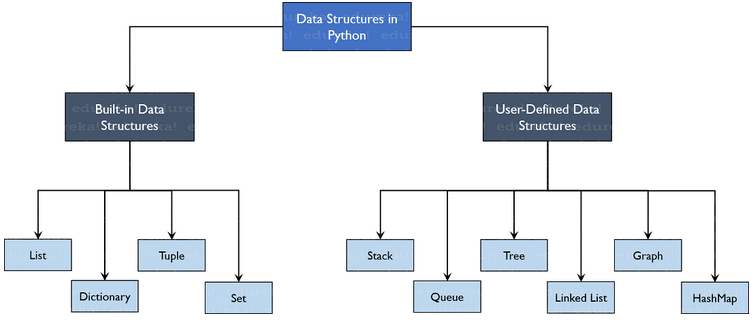 Data Structures in
Python
Built-in Data
Structures
User-Defined Data
Structures
List
Tuple
Stack
Tree
Graph
Dictionary
Set
Queue
Linked List
HashMap